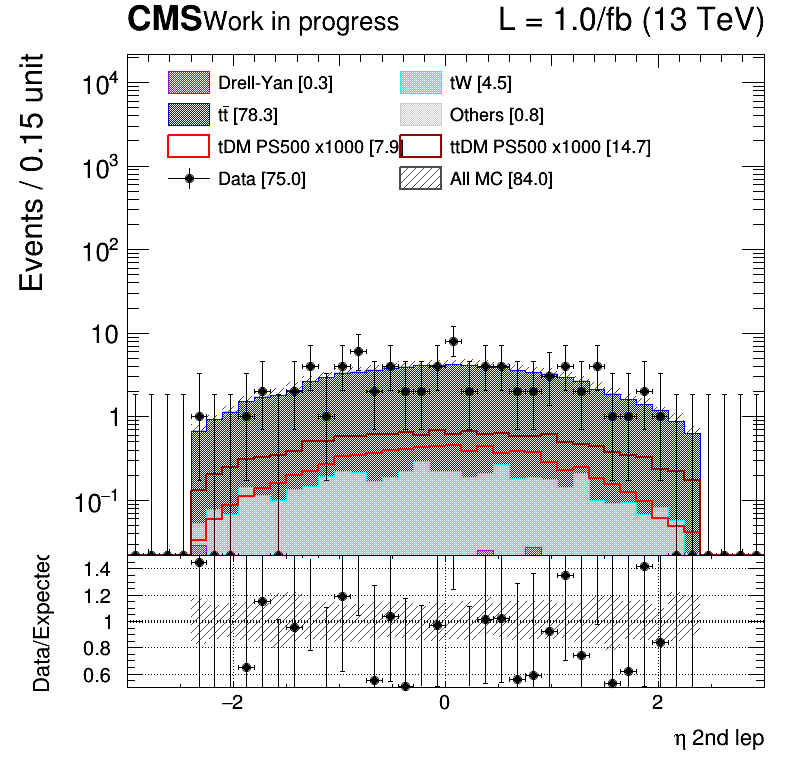 CMS Work in progress L = 1.0/fb (13 TeV)
Events / 0.15 unit
10⁴
10³
10²
10
1
10⁻¹
Drell-Yan [0.3] tW [4.5]
tt̄ [78.3] Others [0.8]
tDM PS500 x1000 [7.9] ttDM PS500 x1000 [14.7]
Data [75.0] All MC [84.0]
Data/Expected
1.4
1.2
1
0.8
0.6
−2 0 2
η 2nd lep